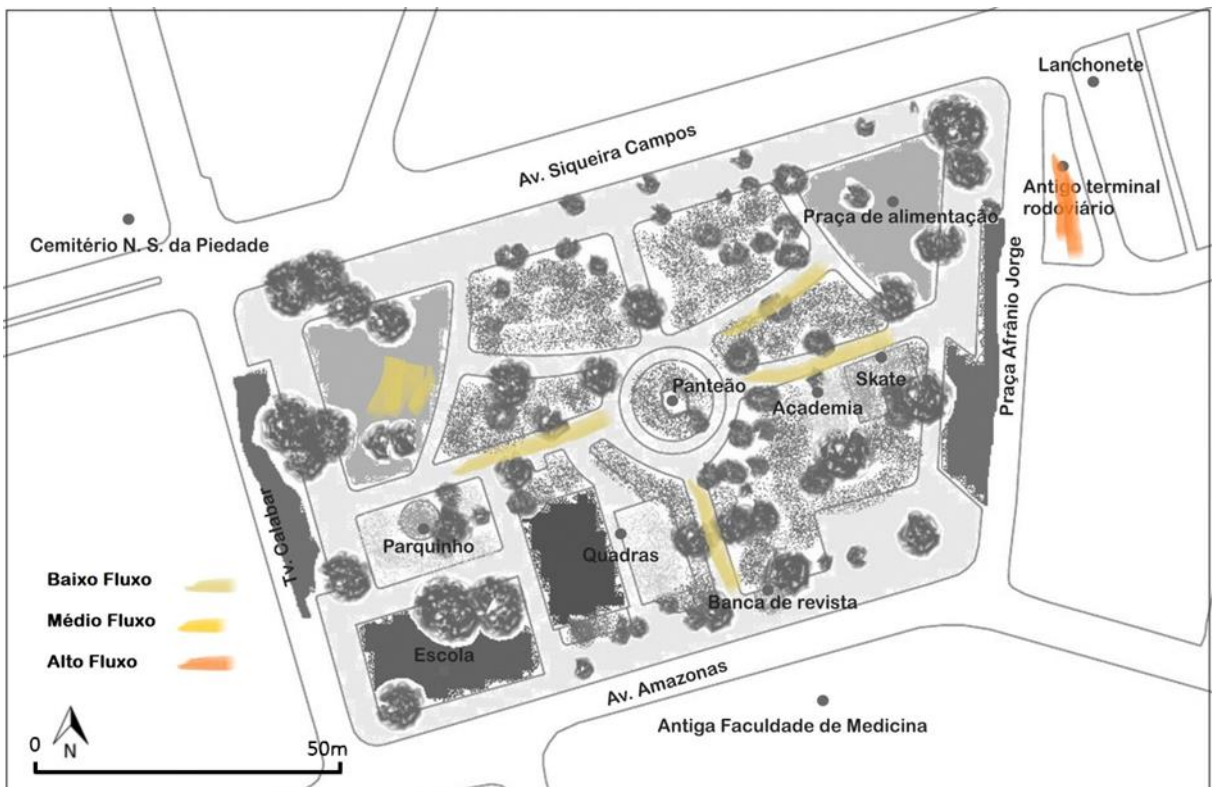 Lanchonete
Av. Siqueira Campos
Antigo terminal
rodoviário
Praça de alimentação
Cemitério N. S. da Piedade
Praça Afrânio Jorge
Panteão
Skate
Academia
Tv. Calabar
Parquinho
Quadras
Banca de revista
Escola
Av. Amazonas
Antiga Faculdade de Medicina
Baixo Fluxo
Médio Fluxo
Alto Fluxo
N
0 50m